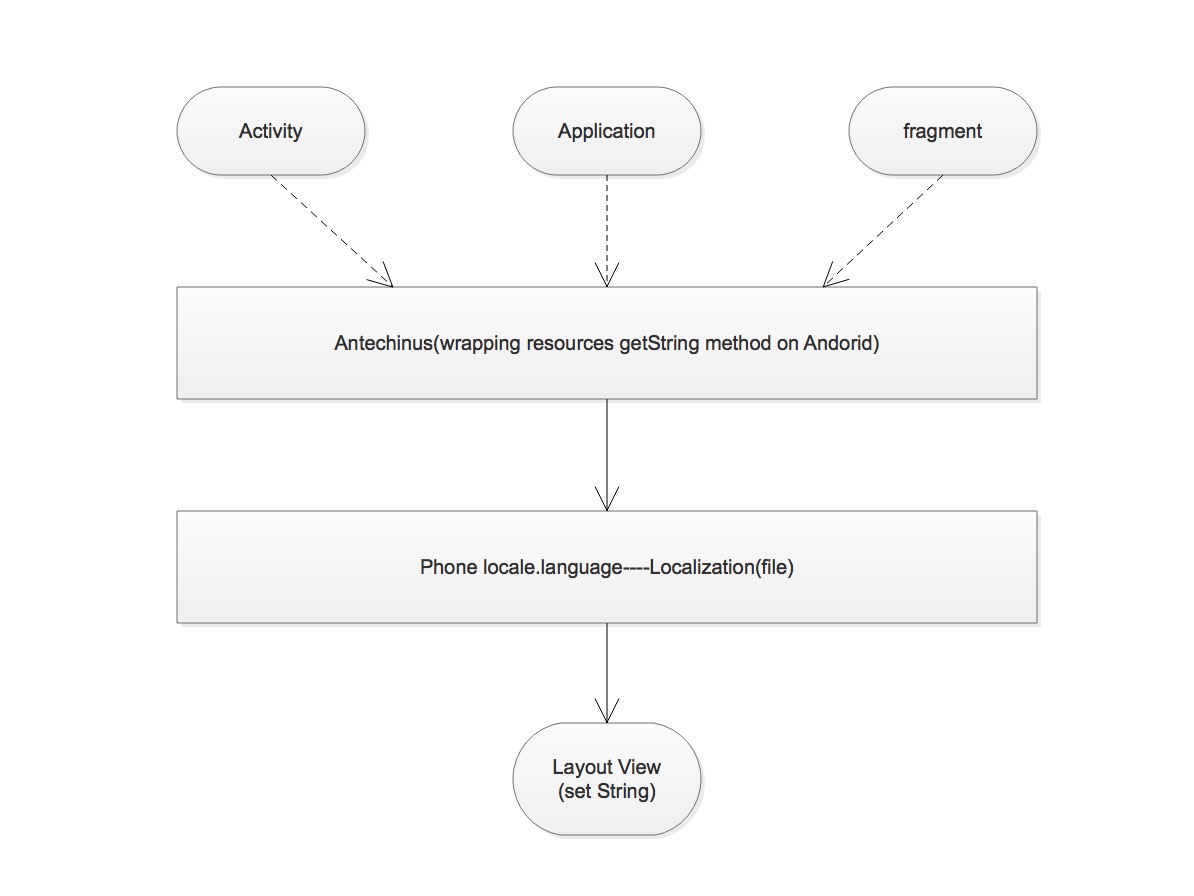 Activity
Application
fragment
Antechinus(wrapping resources getString method on Andorid)
Phone locale.language----Localization(file)
Layout View
(set String)